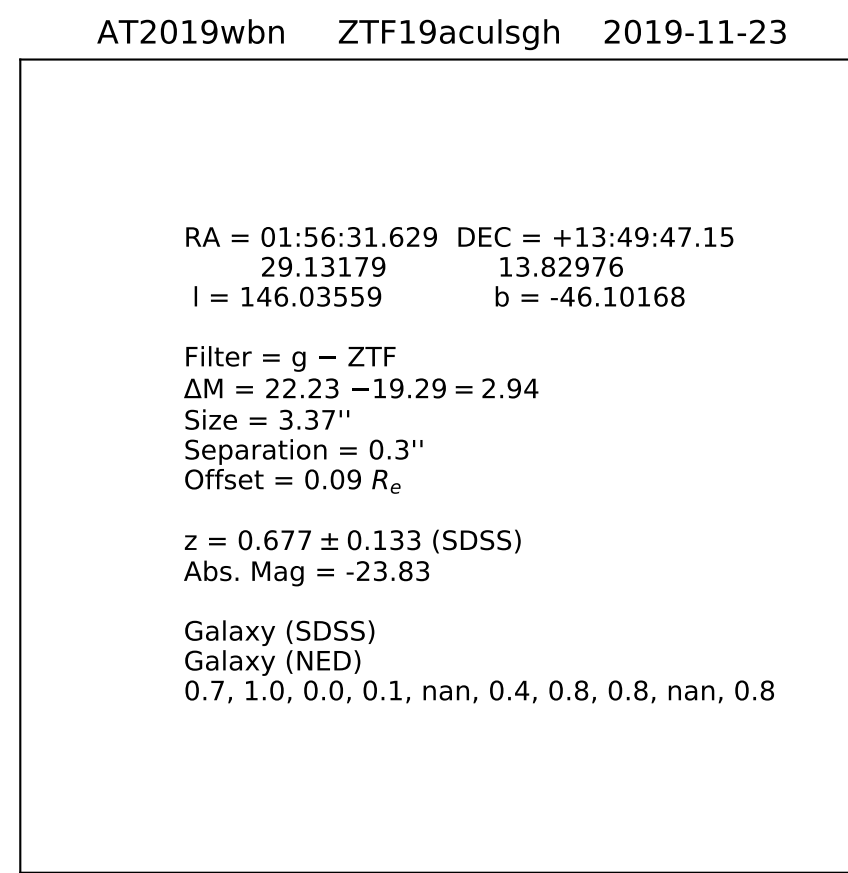 AT2019wbn ZTF19aculsgh 2019-11-23
RA = 01:56:31.629 DEC = +13:49:47.15
29.13179 13.82976
l = 146.03559 b = -46.10168
Filter = g − ZTF
ΔM = 22.23 −19.29 = 2.94
Size = 3.37''
Separation = 0.3''
Offset = 0.09 Rₑ
z = 0.677 ± 0.133 (SDSS)
Abs. Mag = -23.83
Galaxy (SDSS)
Galaxy (NED)
0.7, 1.0, 0.0, 0.1, nan, 0.4, 0.8, 0.8, nan, 0.8